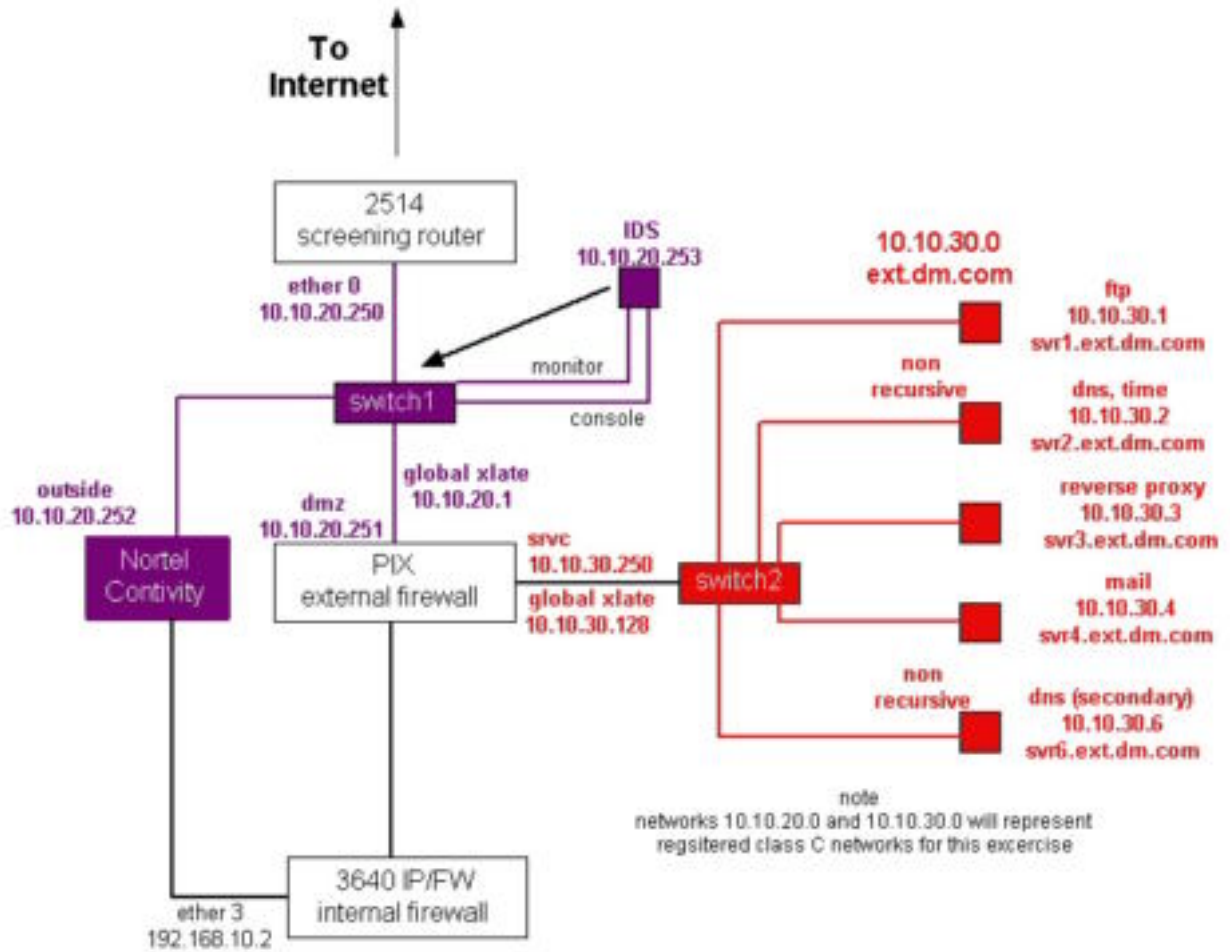 To
Internet
2514
screening router
ether 0
10.10.20.250
IDS
10.10.20.253
monitor
console
switch1
outside
10.10.20.252
Nortel
Contivity
global xlate
10.10.20.1
dmz
10.10.20.251
PIX
external firewall
srvc
10.10.30.250
global xlate
10.10.30.128
switch2
10.10.30.0
ext.dm.com
ftp
10.10.30.1
svr1.ext.dm.com
non
recursive
dns, time
10.10.30.2
svr2.ext.dm.com
reverse proxy
10.10.30.3
svr3.ext.dm.com
mail
10.10.30.4
svr4.ext.dm.com
non
recursive
dns (secondary)
10.10.30.6
svr6.ext.dm.com
note
networks 10.10.20.0 and 10.10.30.0 will represent
regsitered class C networks for this excercise
3640 IP/FW
internal firewall
ether 3
192.168.10.2